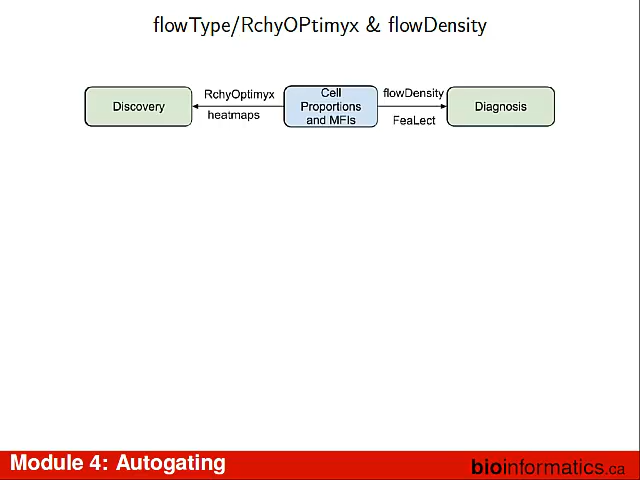 flowType/RchyOPtimyx & flowDensity
Discovery
RchyOptimyx
heatmaps
Cell
Proportions
and MFIs
flowDensity
FeaLect
Diagnosis
Module 4: Autogating
bioinformatics.ca